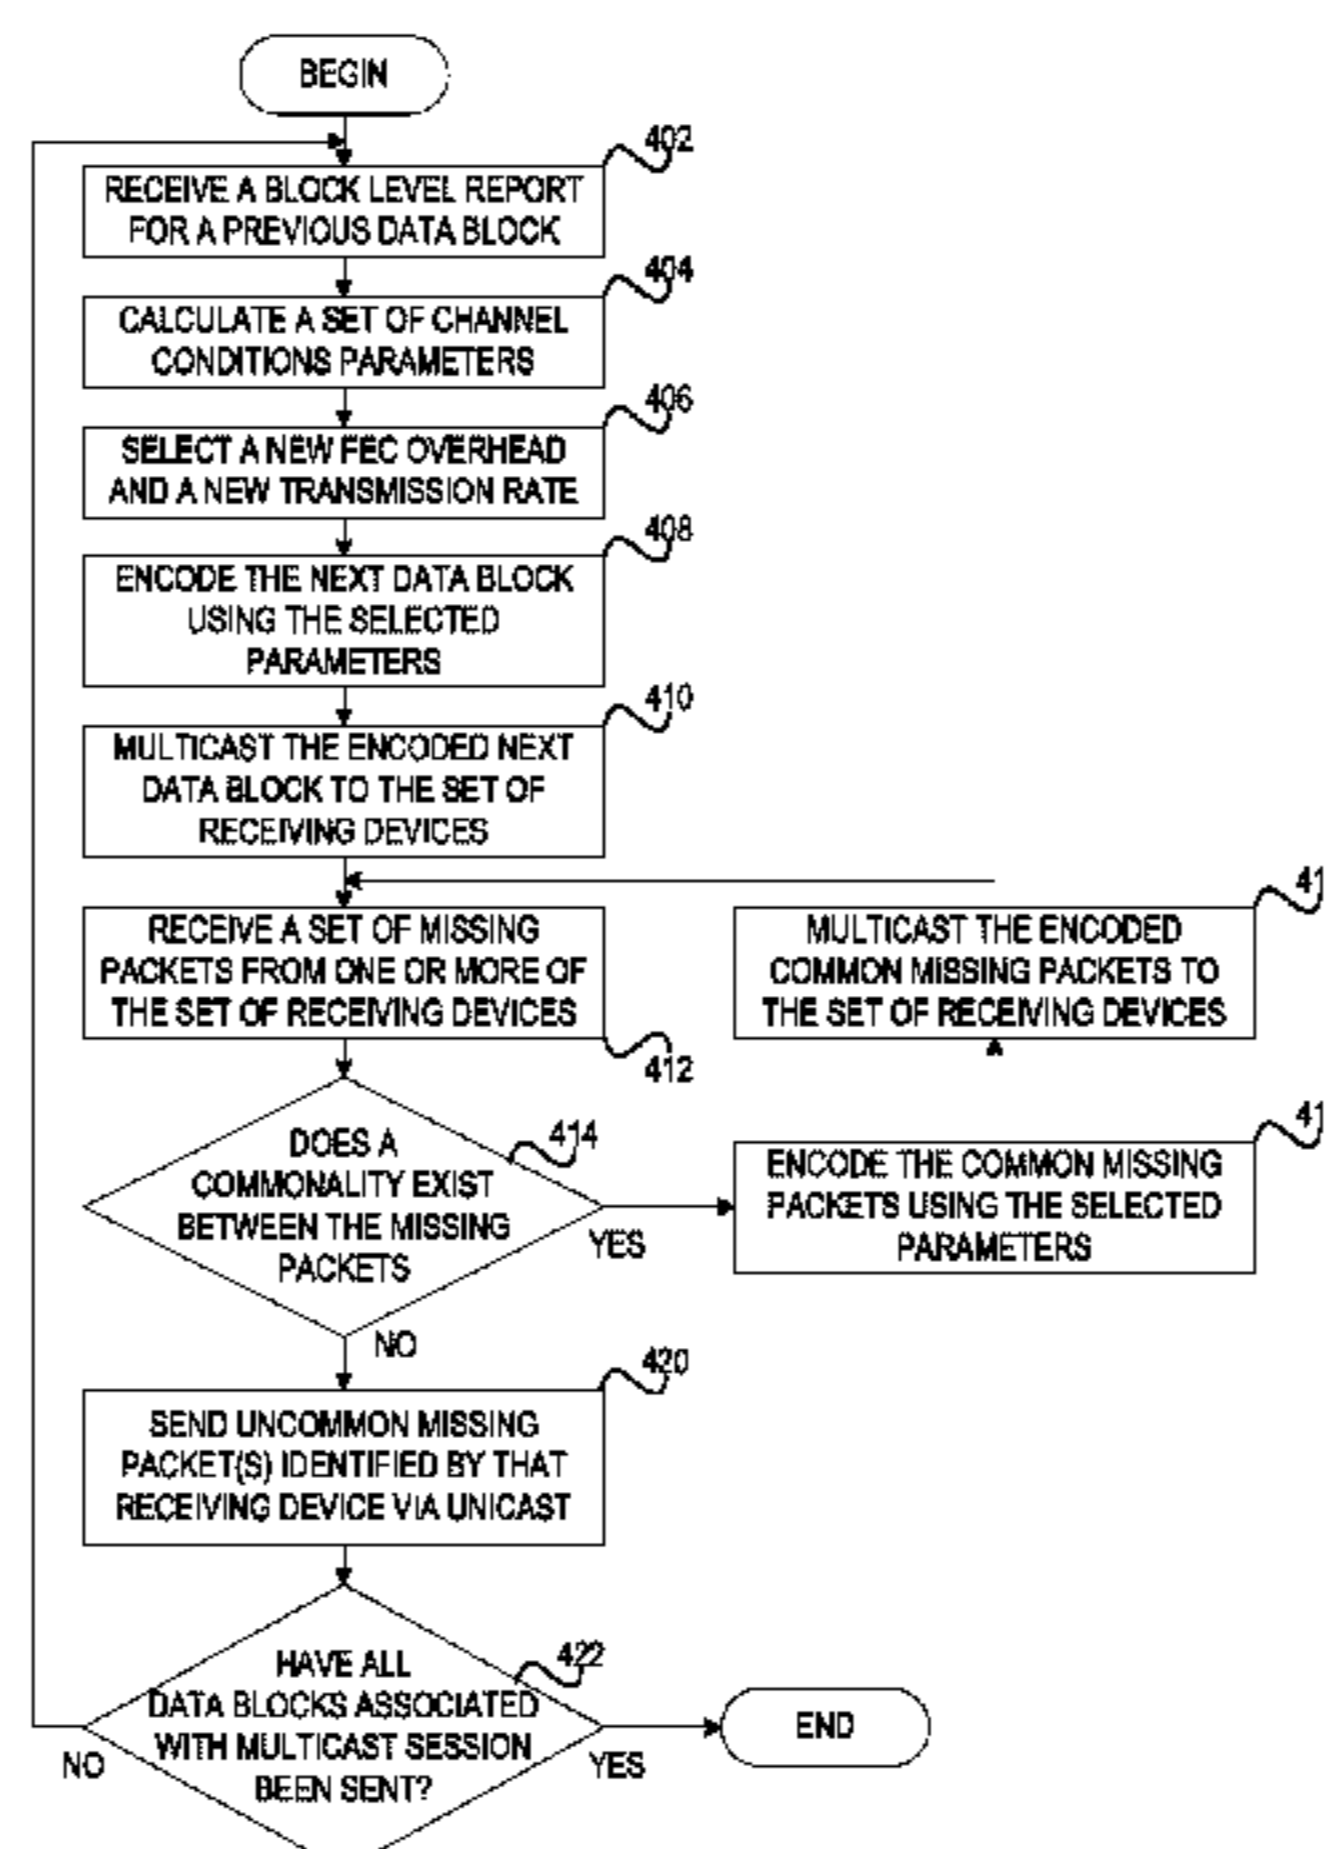 BEGIN
402
RECEIVE A BLOCK LEVEL REPORT
FOR A PREVIOUS DATA BLOCK
404
CALCULATE A SET OF CHANNEL
CONDITIONS PARAMETERS
406
SELECT A NEW FEC OVERHEAD
AND A NEW TRANSMISSION RATE
408
ENCODE THE NEXT DATA BLOCK
USING THE SELECTED
PARAMETERS
410
MULTICAST THE ENCODED NEXT
DATA BLOCK TO THE SET OF
RECEIVING DEVICES
RECEIVE A SET OF MISSING
PACKETS FROM ONE OR MORE OF
THE SET OF RECEIVING DEVICES
412
41
MULTICAST THE ENCODED
COMMON MISSING PACKETS TO
THE SET OF RECEIVING DEVICES
414
DOES A
COMMONALITY EXIST
BETWEEN THE MISSING
PACKETS
YES
NO
41
ENCODE THE COMMON MISSING
PACKETS USING THE SELECTED
PARAMETERS
420
SEND UNCOMMON MISSING
PACKET(S) IDENTIFIED BY THAT
RECEIVING DEVICE VIA UNICAST
422
HAVE ALL
DATA BLOCKS ASSOCIATED
WITH MULTICAST SESSION
BEEN SENT?
NO
YES
END